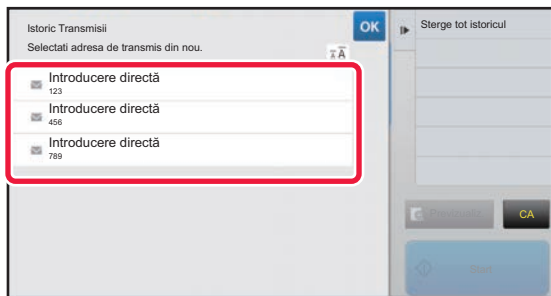 Istoric Transmisii
Selectati adresa de transmis din nou.
OK
Sterge tot istoricul
Introducere directă
123
Introducere directă
456
Introducere directă
789
CA
Start